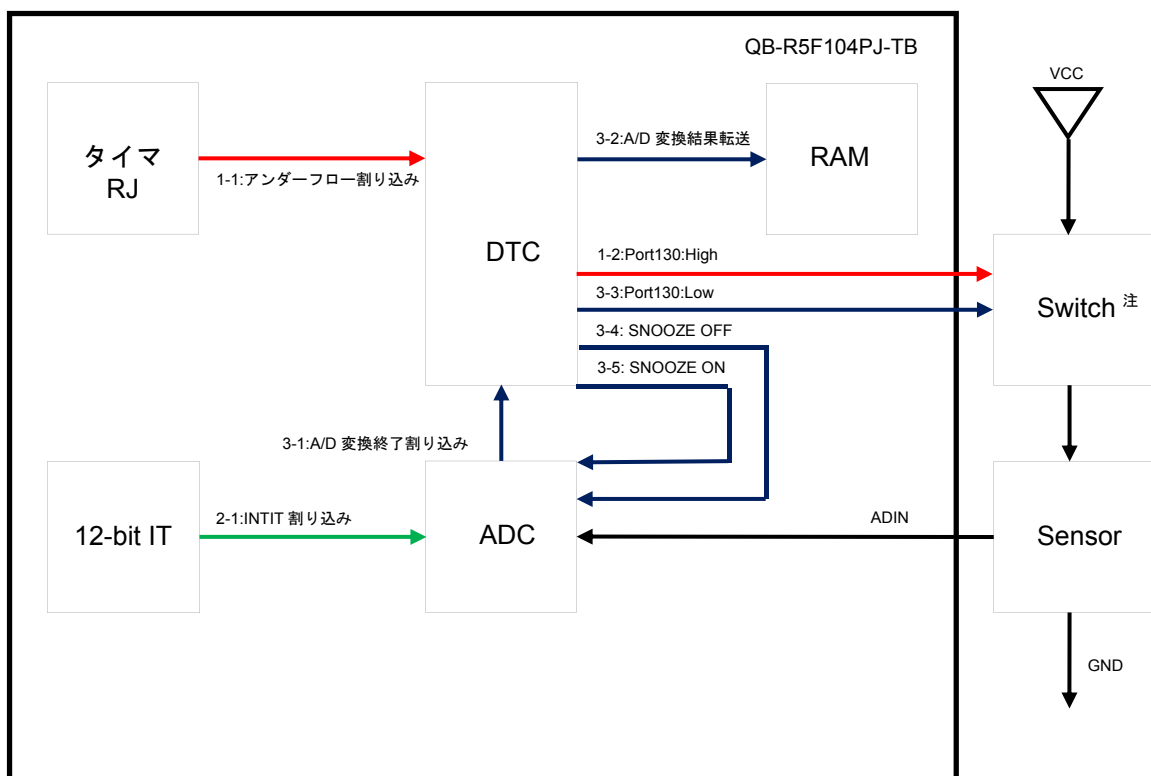 QB-R5F104PJ-TB
VCC
タイマ
RJ
1-1:アンダーフロー割り込み
DTC
3-2:A/D 変換結果転送
RAM
1-2:Port130:High
3-3:Port130:Low
Switch 注
3-4: SNOOZE OFF
3-5: SNOOZE ON
3-1:A/D 変換終了割り込み
12-bit IT
2-1:INTIT 割り込み
ADC
ADIN
Sensor
GND